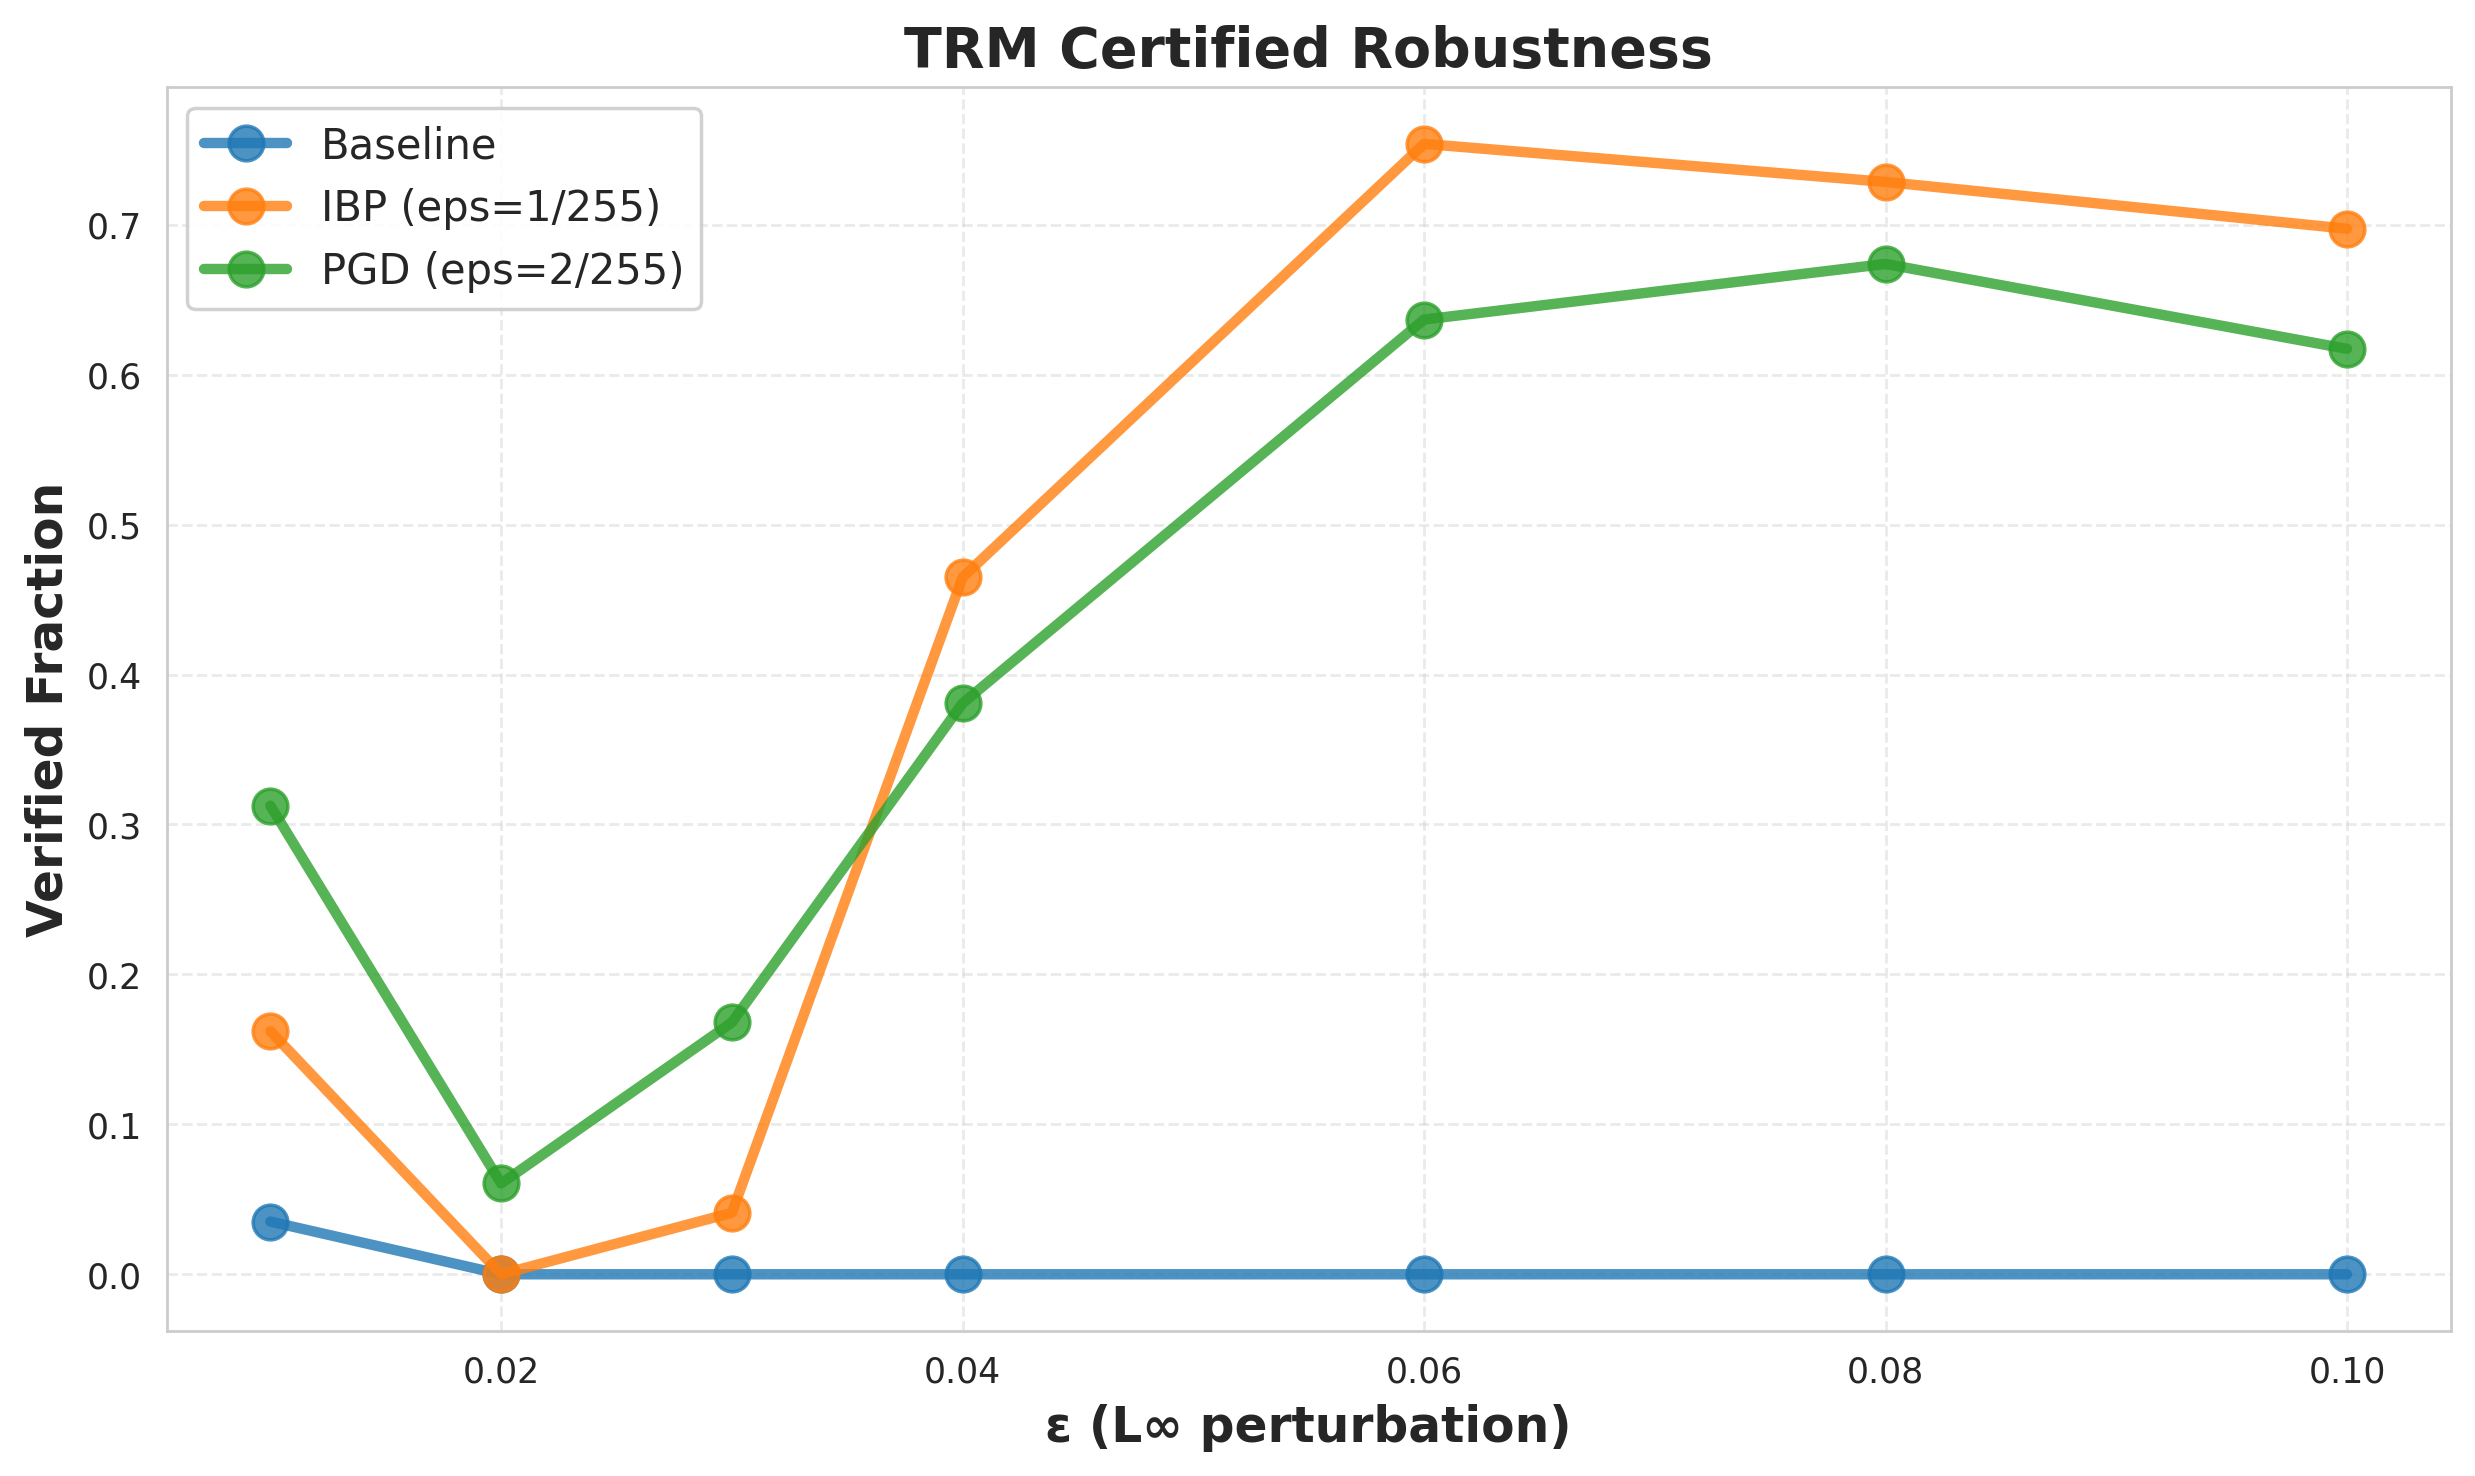 TRM Certified Robustness
Baseline
IBP (eps=1/255)
PGD (eps=2/255)
Verified Fraction
0.7
0.6
0.5
0.4
0.3
0.2
0.1
0.0
0.02
0.04
0.06
0.08
0.10
ε (L∞ perturbation)